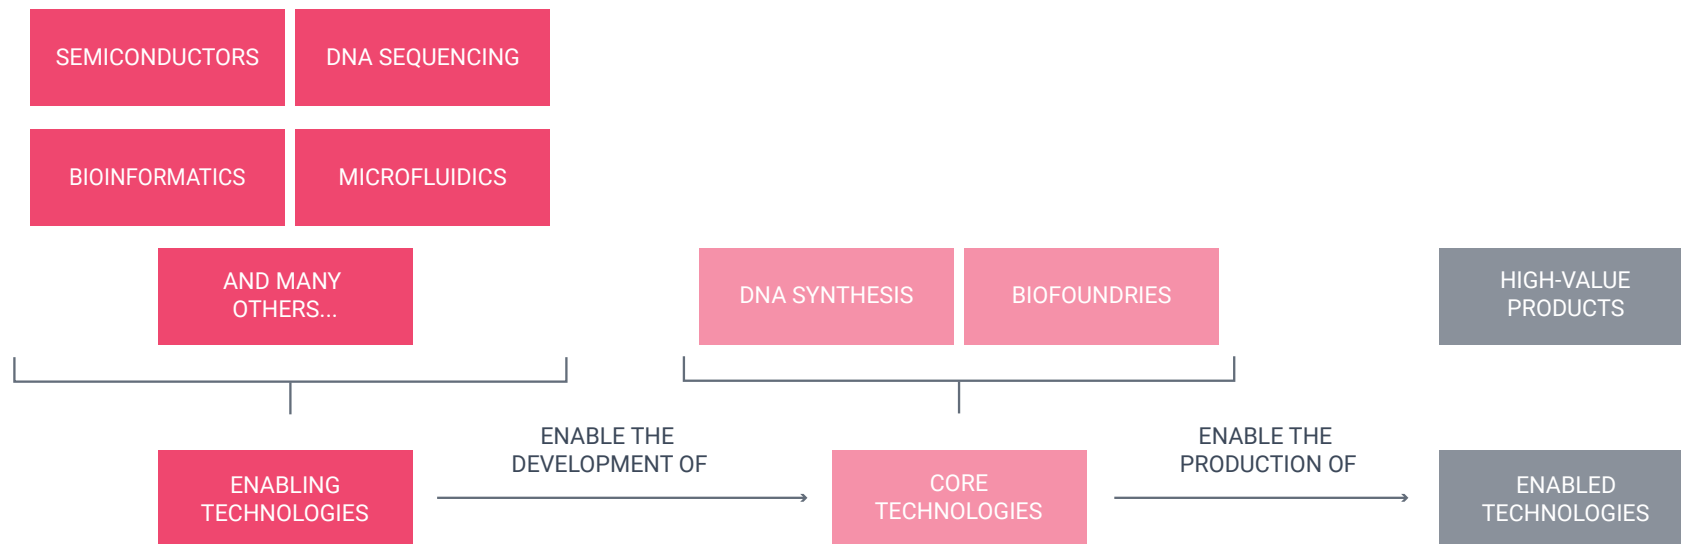 SEMICONDUCTORS
DNA SEQUENCING
BIOINFORMATICS
MICROFLUIDICS
AND MANY
OTHERS...
DNA SYNTHESIS
BIOFOUNDRIES
HIGH-VALUE
PRODUCTS
ENABLING
TECHNOLOGIES
ENABLE THE
DEVELOPMENT OF
CORE
TECHNOLOGIES
ENABLE THE
PRODUCTION OF
ENABLED
TECHNOLOGIES